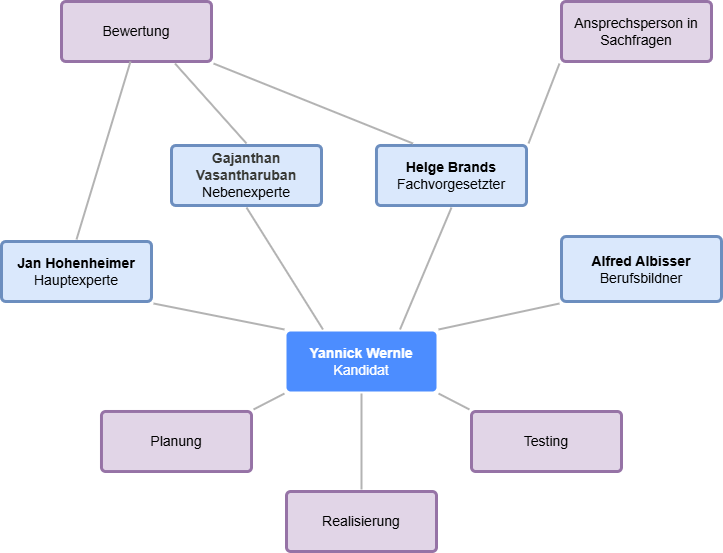 Bewertung
Ansprechsperson in
Sachfragen
Gajanthan
Vasantharuban
Nebenexperte
Helge Brands
Fachvorgesetzter
Jan Hohenheimer
Hauptexperte
Alfred Albisser
Berufsbildner
Yannick Wernle
Kandidat
Planung
Testing
Realisierung